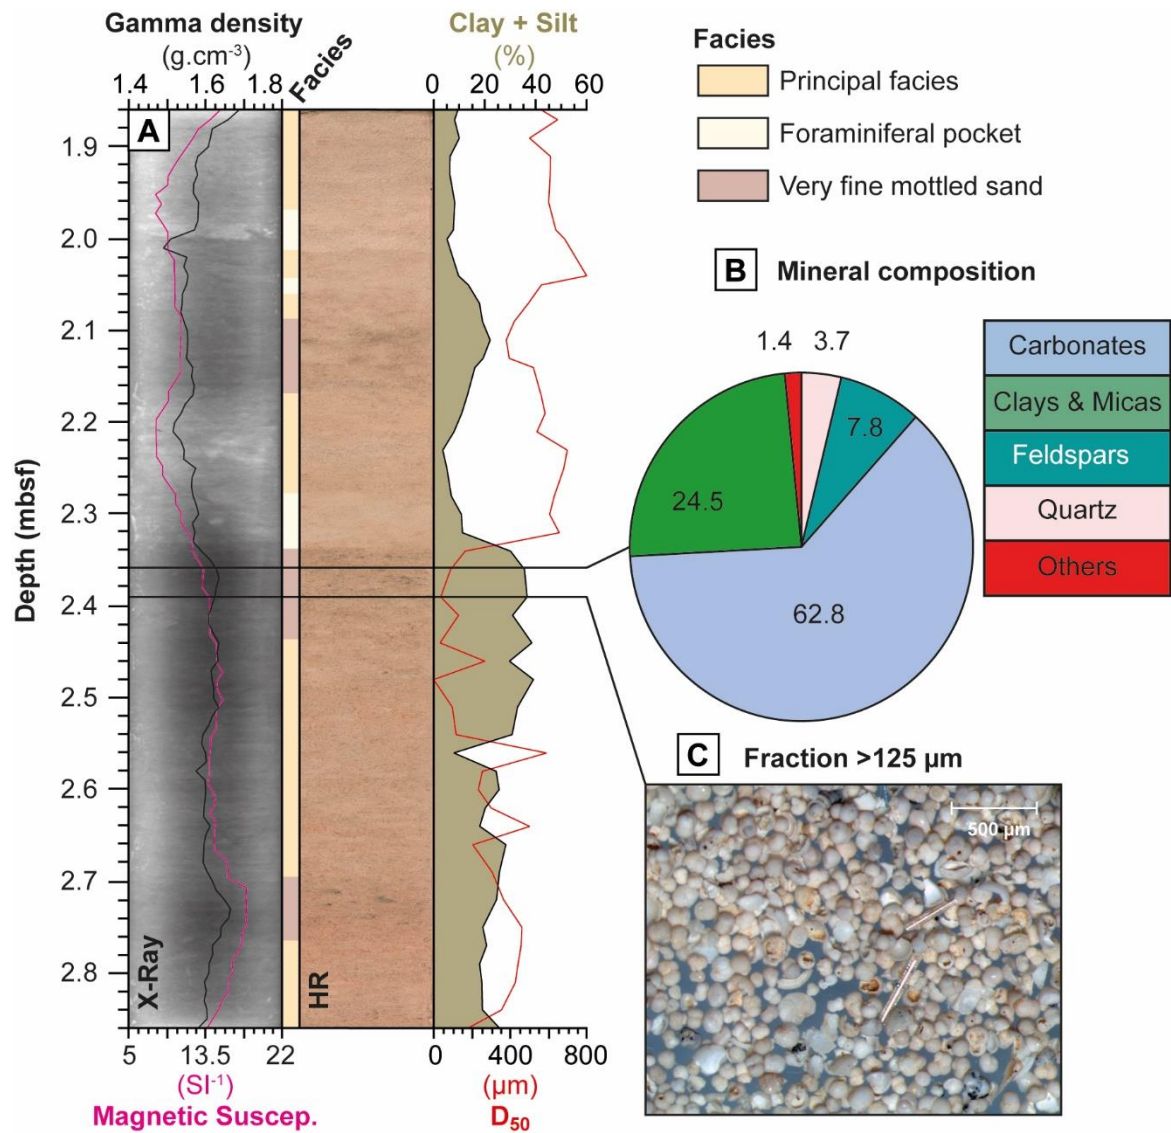 Gamma density
(g.cm⁻³)
1.4 1.6 1.8
Facies
Clay + Silt
(%)
0 20 40 60
A
Depth (mbsf)
1.9
2.0
2.1
2.2
2.3
2.4
2.5
2.6
2.7
2.8
X-Ray
HR
5 13.5 22
(SI⁻¹)
Magnetic Suscep.
0 400 800
(µm)
D₅₀
Facies
Principal facies
Foraminiferal pocket
Very fine mottled sand
B Mineral composition
1.4 3.7
7.8
24.5
62.8
Carbonates
Clays & Micas
Feldspars
Quartz
Others
C Fraction >125 µm
500 µm